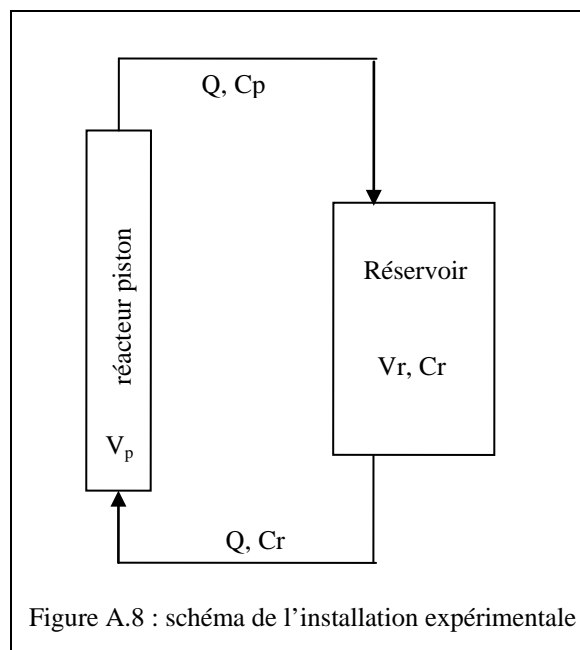 Q, Cp
réacteur piston
Réservoir
Vr, Cr
Vp
Q, Cr
Figure A.8 : schéma de l'installation expérimentale